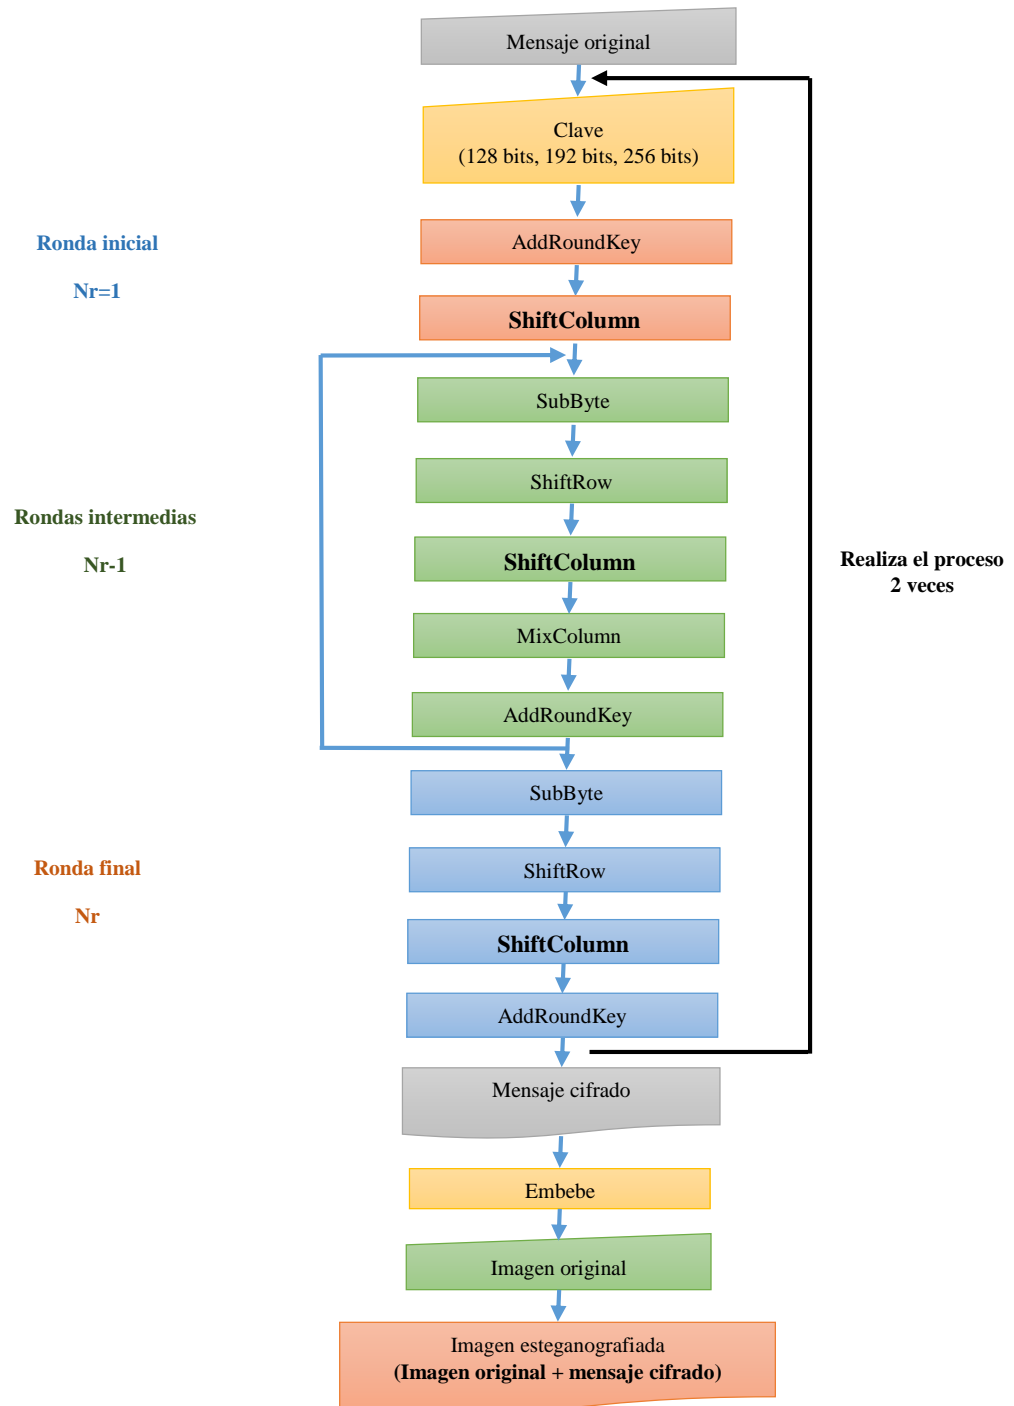 Mensaje original
Clave
(128 bits, 192 bits, 256 bits)
Ronda inicial
Nr=1
AddRoundKey
ShiftColumn
SubByte
ShiftRow
Rondas intermedias
Nr-1
ShiftColumn
MixColumn
AddRoundKey
Realiza el proceso
2 veces
SubByte
Ronda final
Nr
ShiftRow
ShiftColumn
AddRoundKey
Mensaje cifrado
Embebe
Imagen original
Imagen esteganografiada
(Imagen original + mensaje cifrado)